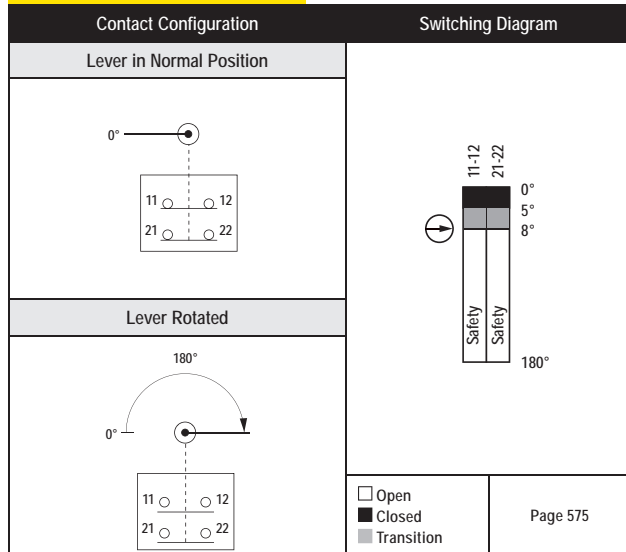 Contact Configuration
Switching Diagram
Lever in Normal Position
0°
11 12
21 22
11-12 21-22
0°
5°
8°
Safety Safety
180°
Lever Rotated
180°
0°
11 12
21 22
Open
Closed
Transition
Page 575